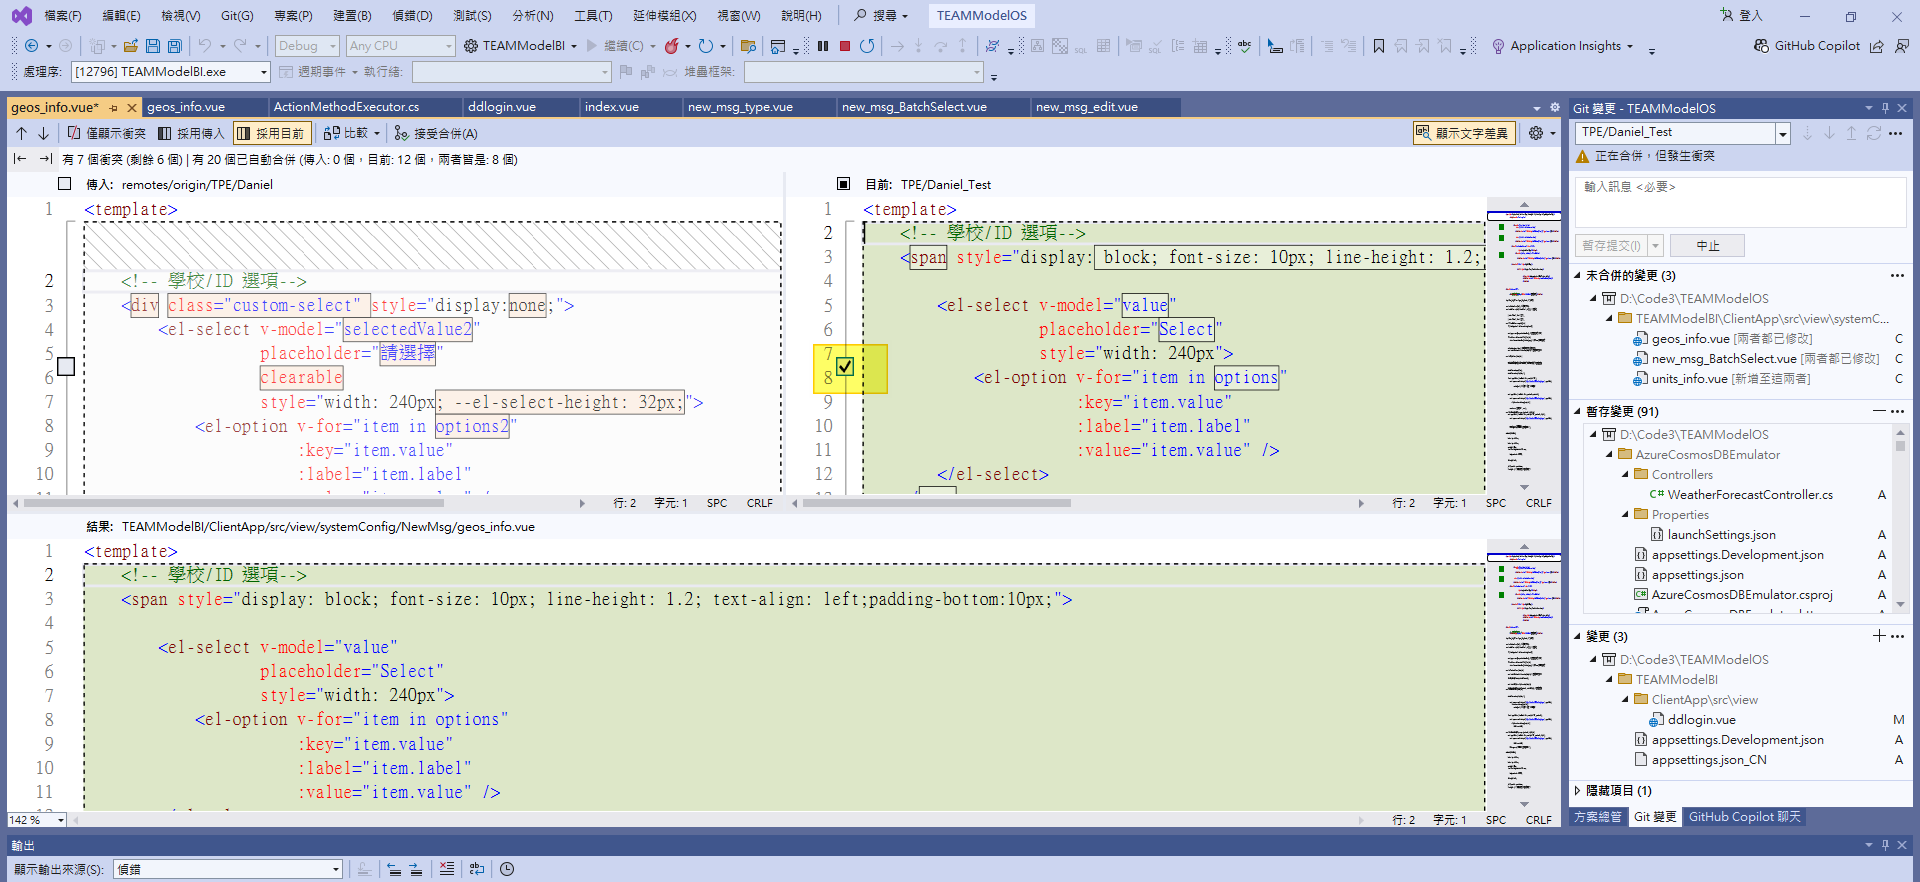 檔案(F) 編輯(E) 檢視(V) Git(G) 專案(P) 建置(B) 偵錯(D) 測試(S) 分析(N) 工具(T) 延伸模組(X) 視窗(W) 說明(H) 搜尋 TEAMModelOS 登入
Debug Any CPU TEAMModelBI 繼續(C) Application Insights GitHub Copilot
處理序: [12796] TEAMModelBI.exe 週期事件 執行緒: 堆疊框架:
geos_info.vue* geos_info.vue ActionMethodExecutor.cs ddlogin.vue index.vue new_msg_type.vue new_msg_BatchSelect.vue new_msg_edit.vue
僅顯示衝突 採用傳入 採用目前 比較 接受合併(A) 顯示文字差異
有 7 個衝突 (剩餘 6 個) | 有 20 個已自動合併 (傳入: 0 個，目前: 12 個，兩者皆是: 8 個)
傳入: remotes/origin/TPE/Daniel
1 <template>
2 <!-- 學校/ID 選項-->
3 <div class="custom-select" style="display:none;">
4 <el-select v-model="selectedValue2"
5 placeholder="請選擇"
6 clearable
7 style="width: 240px; --el-select-height: 32px;">
8 <el-option v-for="item in options2"
9 :key="item.value"
10 :label="item.label"
行: 2 字元: 1 SPC CRLF
目前: TPE/Daniel_Test
1 <template>
2 <!-- 學校/ID 選項-->
3 <span style="display: block; font-size: 10px; line-height: 1.2;
4
5 <el-select v-model="value"
6 placeholder="Select"
7 style="width: 240px">
8 <el-option v-for="item in options"
9 :key="item.value"
10 :label="item.label"
11 :value="item.value" />
12 </el-select>
行: 2 字元: 1 SPC CRLF
結果: TEAMModelBI/ClientApp/src/view/systemConfig/NewMsg/geos_info.vue
1 <template>
2 <!-- 學校/ID 選項-->
3 <span style="display: block; font-size: 10px; line-height: 1.2; text-align: left;padding-bottom:10px;">
4
5 <el-select v-model="value"
6 placeholder="Select"
7 style="width: 240px">
8 <el-option v-for="item in options"
9 :key="item.value"
10 :label="item.label"
11 :value="item.value" />
142 % 行: 2 字元: 1 SPC CRLF
輸出
顯示輸出來源(S): 偵錯
Git 變更 - TEAMModelOS
TPE/Daniel_Test
正在合併，但發生衝突
輸入訊息 <必要>
暫存提交(I) 中止
未合併的變更 (3)
D:\Code3\TEAMModelOS
TEAMModelBI\ClientApp\src\view\systemC...
geos_info.vue [兩者都已修改] C
new_msg_BatchSelect.vue [兩者都已修改] C
units_info.vue [新增至這兩者] C
暫存變更 (91)
D:\Code3\TEAMModelOS
AzureCosmosDBEmulator
Controllers
C# WeatherForecastController.cs A
Properties
launchSettings.json A
appsettings.Development.json A
appsettings.json A
AzureCosmosDBEmulator.csproj A
變更 (3)
D:\Code3\TEAMModelOS
TEAMModelBI
ClientApp\src\view
ddlogin.vue M
appsettings.Development.json A
appsettings.json_CN A
隱藏項目 (1)
方案總管 Git 變更 GitHub Copilot 聊天